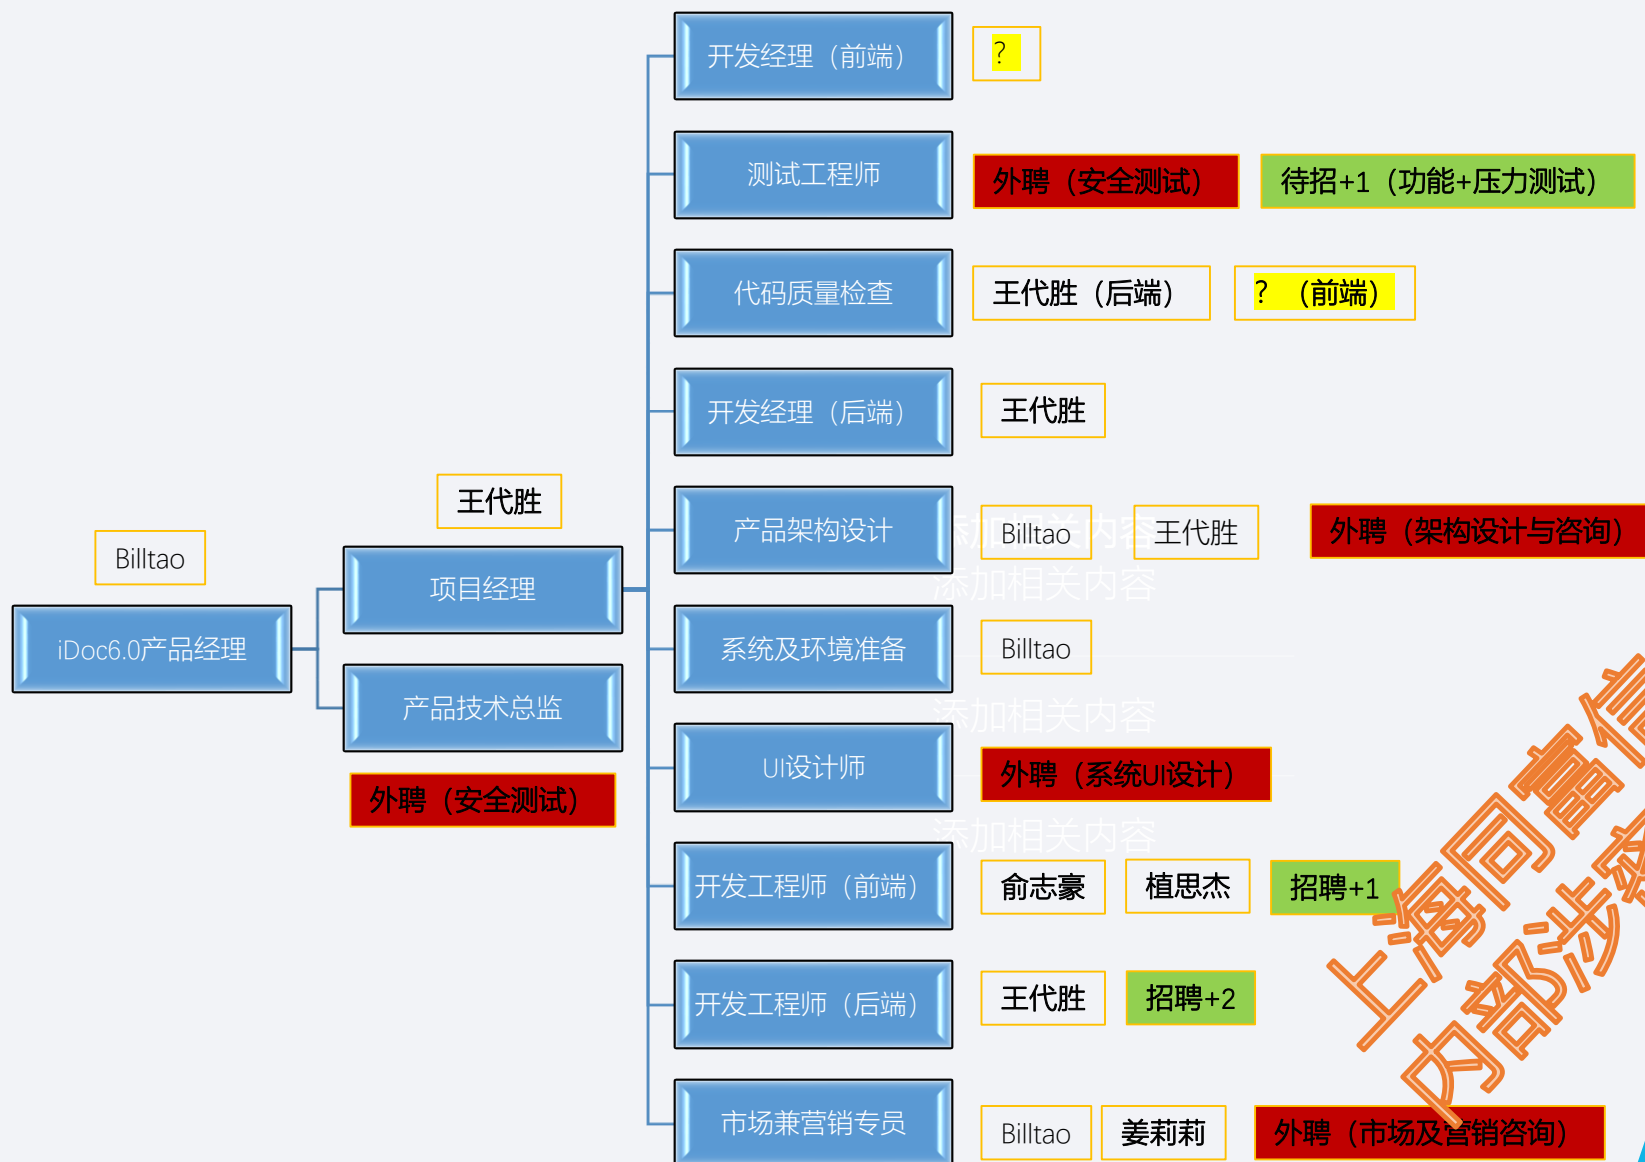 开发经理（前端）
?
测试工程师
外聘（安全测试）
待招+1（功能+压力测试）
代码质量检查
王代胜（后端）
? （前端）
开发经理（后端）
王代胜
王代胜
Billtao
iDoc6.0产品经理
项目经理
产品技术总监
外聘（安全测试）
产品架构设计
Billtao
王代胜
外聘（架构设计与咨询）
添加相关内容
添加相关内容
系统及环境准备
Billtao
添加相关内容
UI设计师
外聘（系统UI设计）
添加相关内容
开发工程师（前端）
俞志豪
植思杰
招聘+1
开发工程师（后端）
王代胜
招聘+2
市场兼营销专员
Billtao
姜莉莉
外聘（市场及营销咨询）
上海同富信
内部涉密